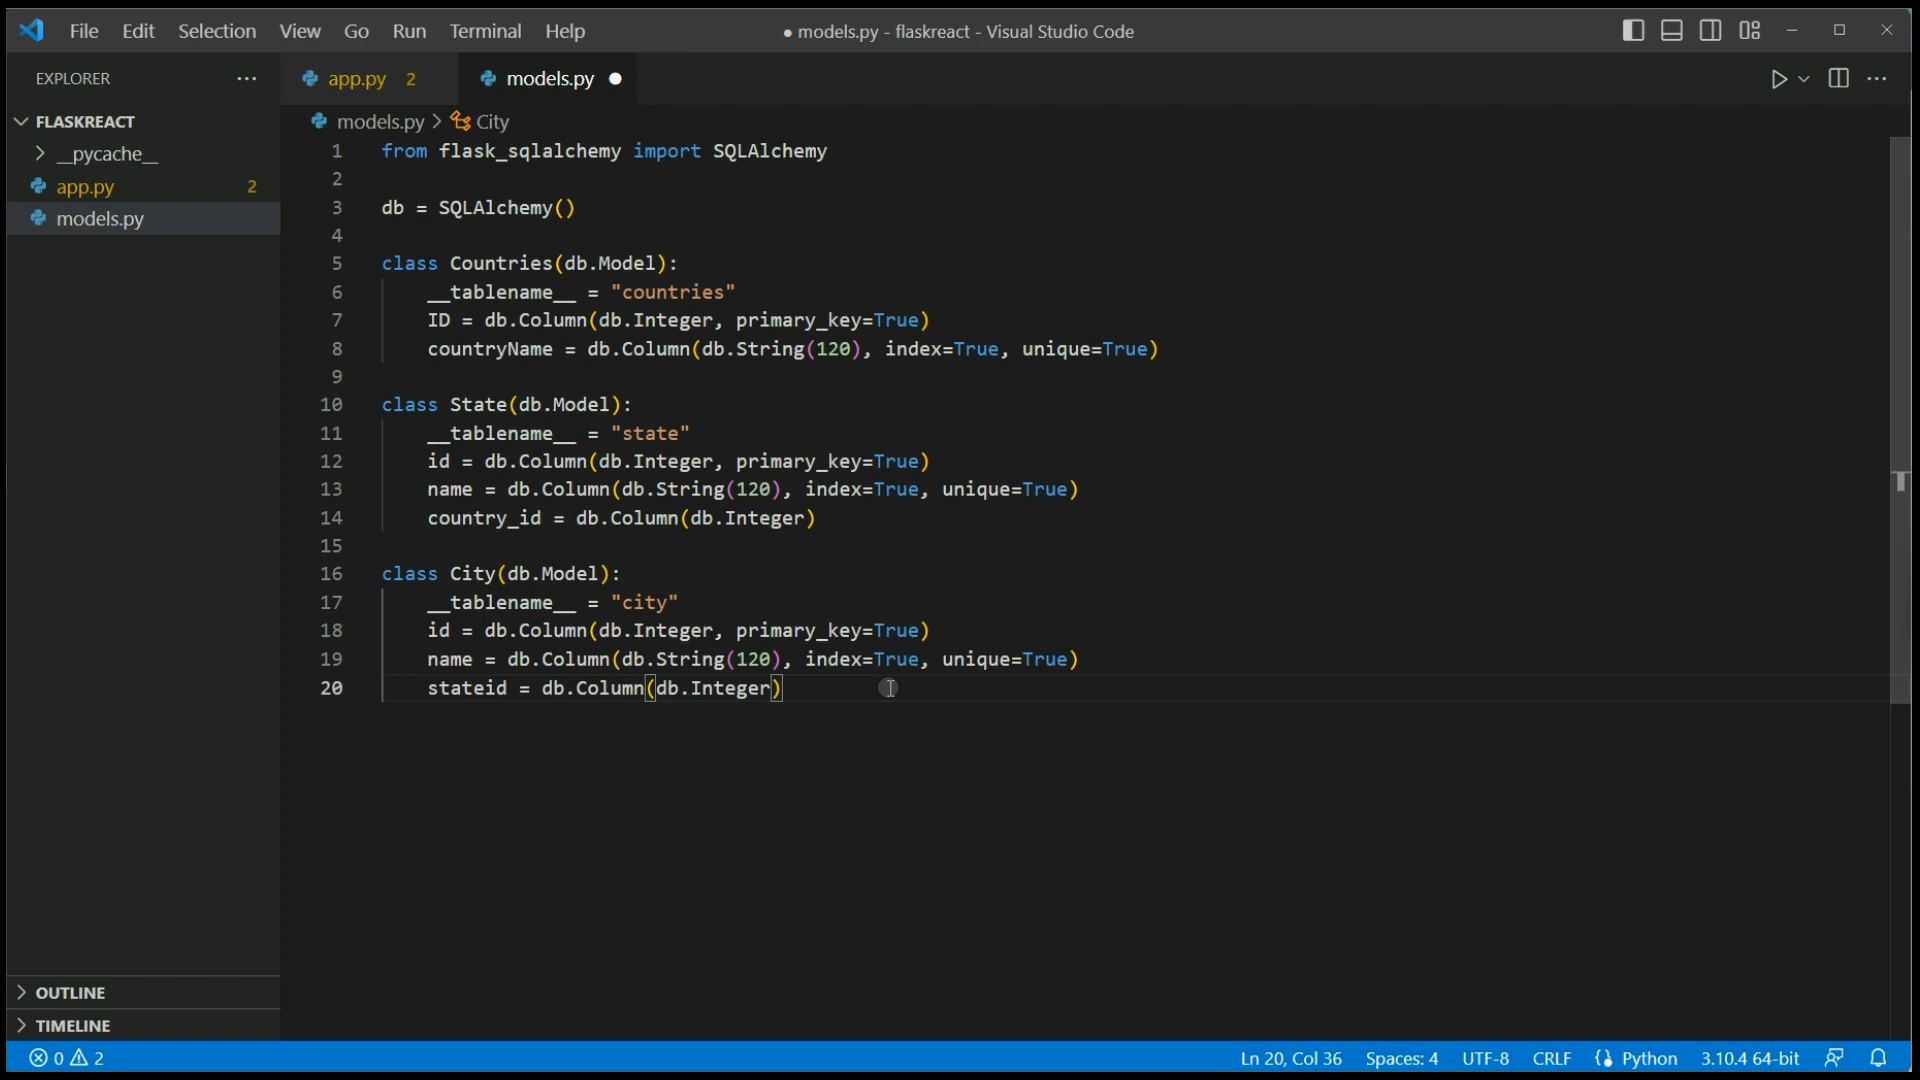 File Edit Selection View Go Run Terminal Help ● models.py - flaskreact - Visual Studio Code
EXPLORER ··· app.py 2 models.py ●
FLASKREACT
__pycache__
app.py 2
models.py
models.py > City
1 from flask_sqlalchemy import SQLAlchemy
2
3 db = SQLAlchemy()
4
5 class Countries(db.Model):
6     __tablename__ = "countries"
7     ID = db.Column(db.Integer, primary_key=True)
8     countryName = db.Column(db.String(120), index=True, unique=True)
9
10 class State(db.Model):
11     __tablename__ = "state"
12     id = db.Column(db.Integer, primary_key=True)
13     name = db.Column(db.String(120), index=True, unique=True)
14     country_id = db.Column(db.Integer)
15
16 class City(db.Model):
17     __tablename__ = "city"
18     id = db.Column(db.Integer, primary_key=True)
19     name = db.Column(db.String(120), index=True, unique=True)
20     stateid = db.Column(db.Integer)
OUTLINE
TIMELINE
0 2 Ln 20, Col 36 Spaces: 4 UTF-8 CRLF Python 3.10.4 64-bit